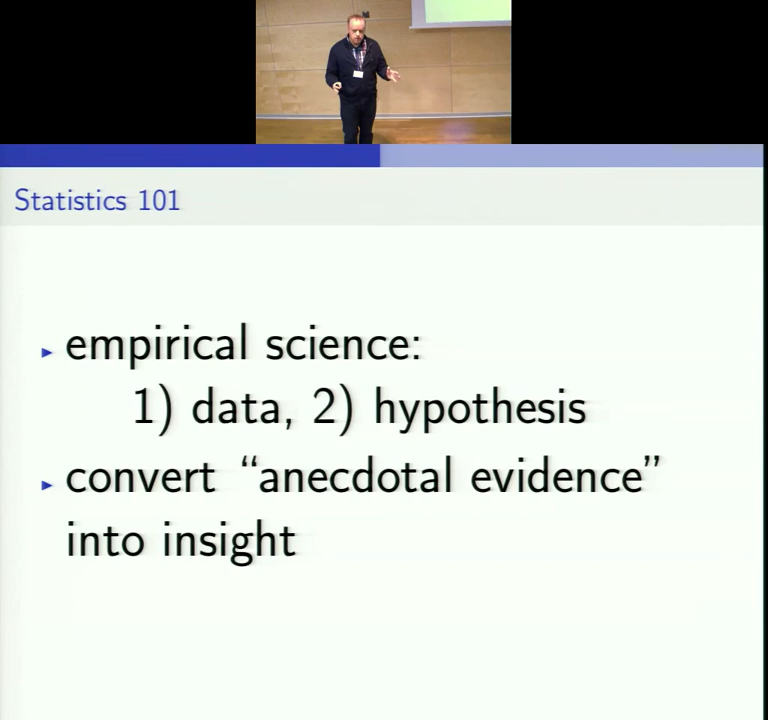 Statistics 101
empirical science:
1) data, 2) hypothesis
convert “anecdotal evidence”
into insight